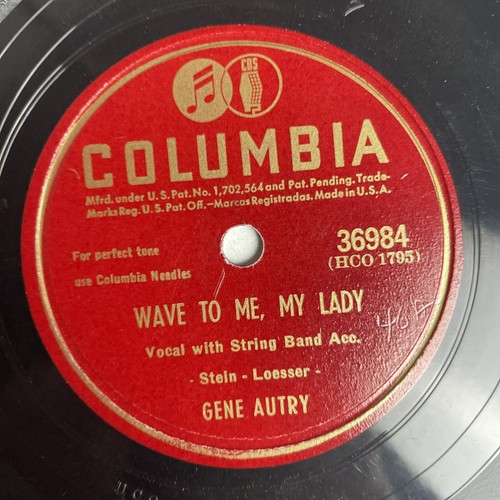 CBS
COLUMBIA
Mfrd. under U.S. Pat. No. 1,702,564 and Pat. Pending. Trade-
Marks Reg. U.S. Pat. Off.—Marcas Registradas. Made in U.S.A.
For perfect tone
use Columbia Needles
36984
(HCO 1795)
WAVE TO ME, MY LADY
Vocal with String Band Acc.
- Stein - Loesser -
GENE AUTRY